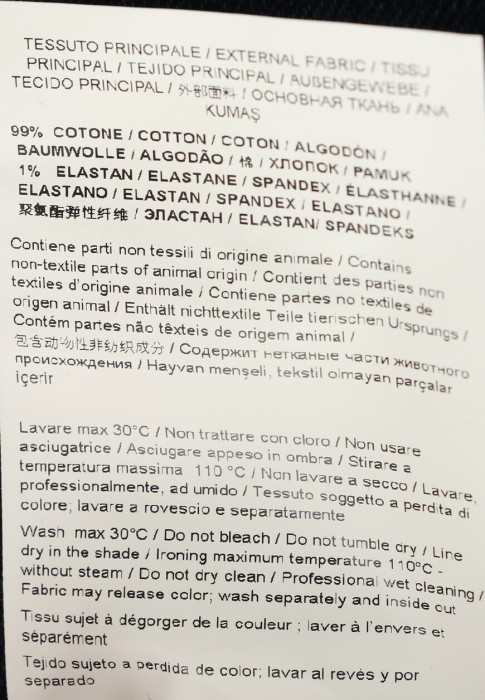 TESSUTO PRINCIPALE / EXTERNAL FABRIC / TISSU
PRINCIPAL / TEJIDO PRINCIPAL / AUßENGEWEBE /
TECIDO PRINCIPAL / 外部面料 / ОСНОВНАЯ ТКАНЬ / ANA
KUMAŞ
99% COTONE / COTTON / COTON / ALGODÓN /
BAUMWOLLE / ALGODÃO / 棉 / ХЛОПОК / PAMUK
1% ELASTAN / ELASTANE / SPANDEX / ÉLASTHANNE /
ELASTANO / ELASTAN / SPANDEX / ELASTANO /
聚氨酯弹性纤维 / ЭЛАСТАН / ELASTAN/ SPANDEKS
Contiene parti non tessili di origine animale / Contains
non-textile parts of animal origin / Contient des parties non
textiles d'origine animale / Contiene partes no textiles de
origen animal / Enthält nichttextile Teile tierischen Ursprungs /
Contém partes não têxteis de origem animal /
包含动物性非纺织成分 / Содержит нетканые части животного
происхождения / Hayvan menşeli, tekstil olmayan parçalar
içerir
Lavare max 30°C / Non trattare con cloro / Non usare
asciugatrice / Asciugare appeso in ombra / Stirare a
temperatura massima 110 °C / Non lavare a secco / Lavare,
professionalmente, ad umido / Tessuto soggetto a perdita di
colore; lavare a rovescio e separatamente
Wash max 30°C / Do not bleach / Do not tumble dry / Line
dry in the shade / Ironing maximum temperature 110°C -
without steam / Do not dry clean / Professional wet cleaning /
Fabric may release color; wash separately and inside out
Tissu sujet à dégorger de la couleur ; laver à l'envers et
séparément
Tejido sujeto a perdida de color; lavar al revés y por
separado